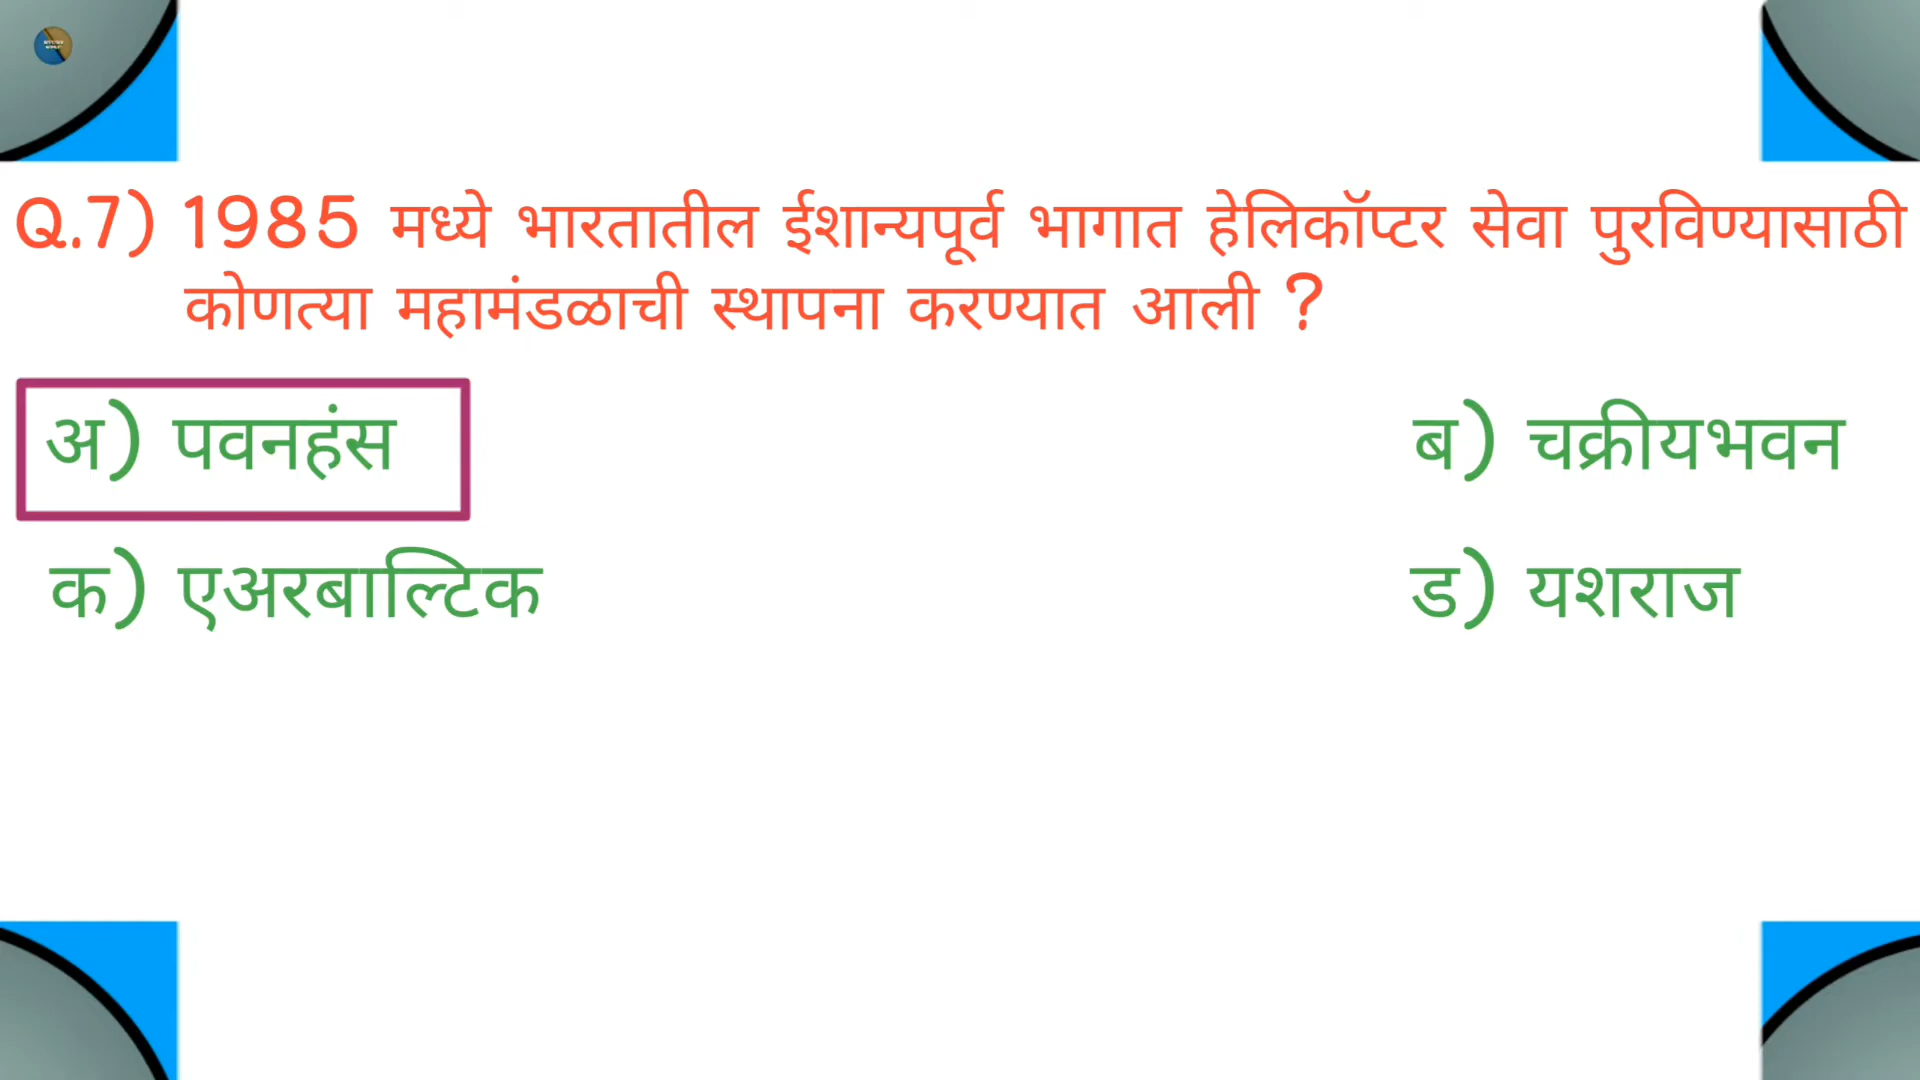 Q.7) 1985 मध्ये भारतातील ईशान्यपूर्व भागात हेलिकॉप्टर सेवा पुरविण्यासाठी
कोणत्या महामंडळाची स्थापना करण्यात आली ?
अ) पवनहंस
ब) चक्रीयभवन
क) एअरबाल्टिक
ड) यशराज